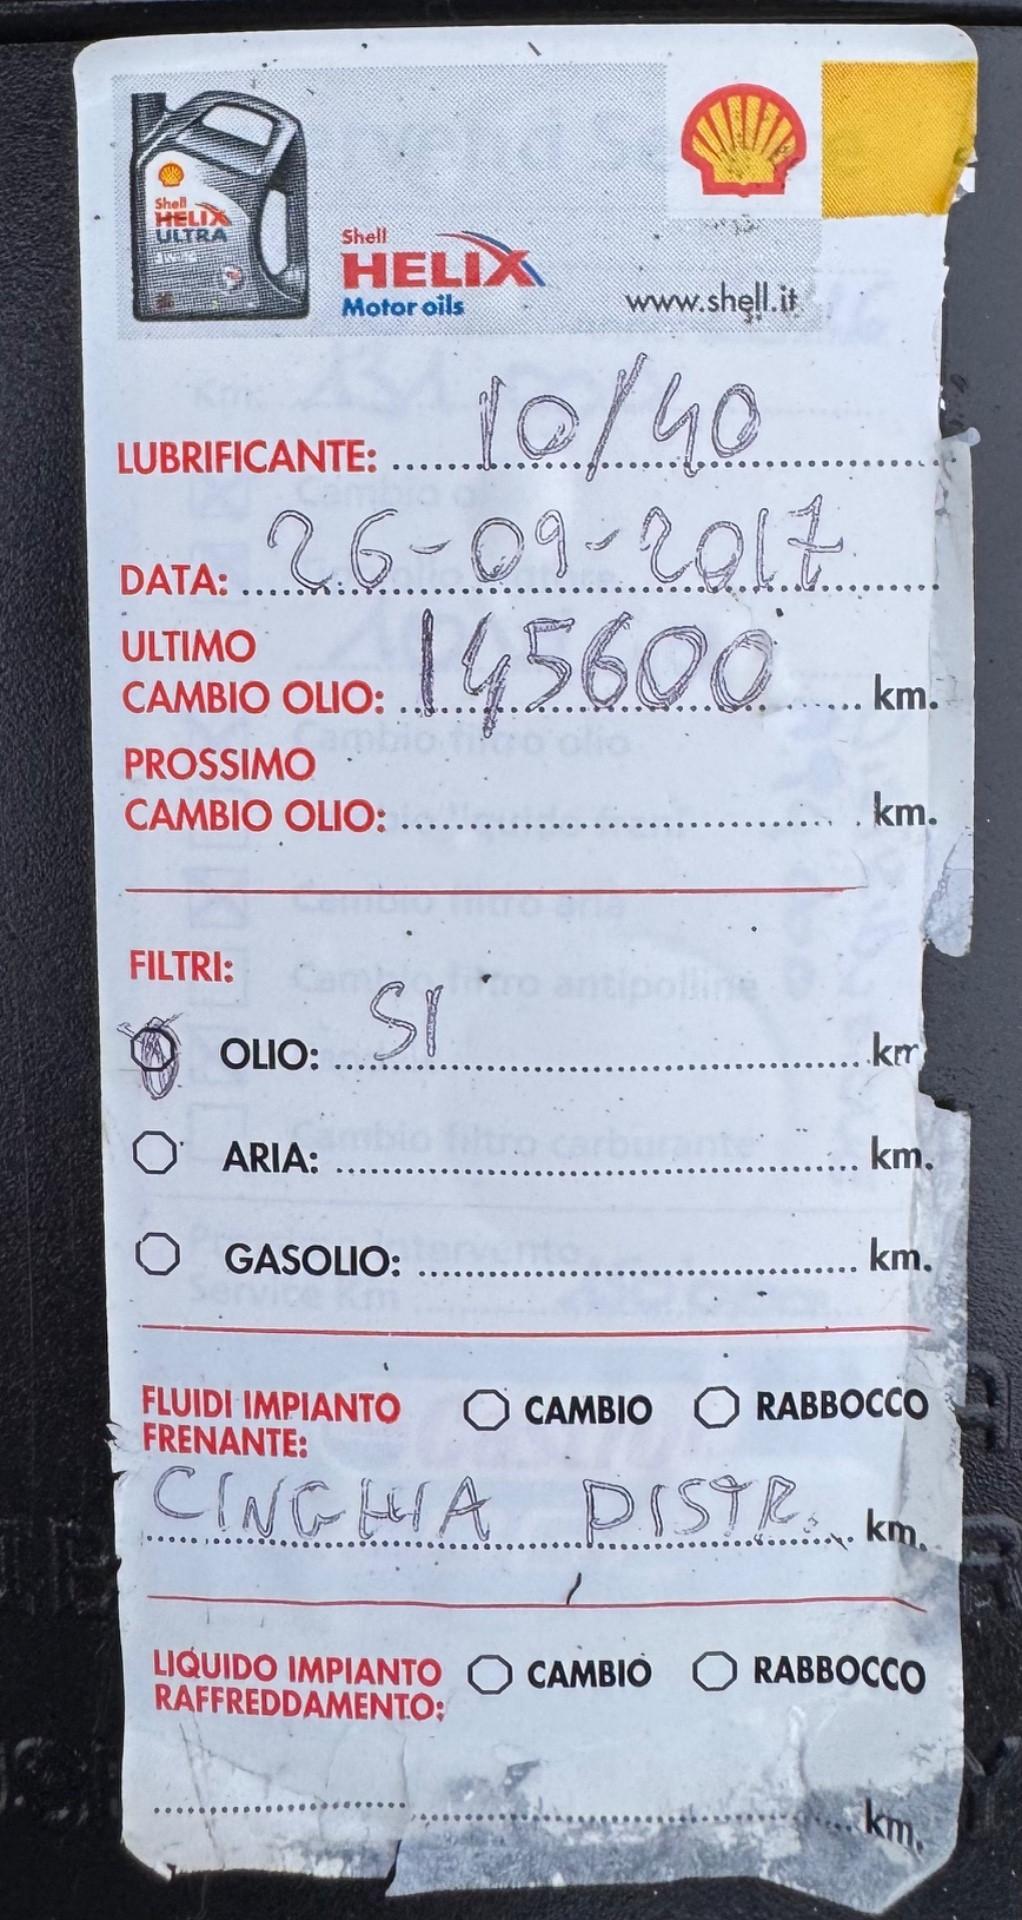 Shell
HELIX
ULTRA
Shell
HELIX
Motor oils
www.shell.it
LUBRIFICANTE: 10/40
DATA: 26-09-2017
ULTIMO
CAMBIO OLIO: 145600 km.
PROSSIMO
CAMBIO OLIO: km.
FILTRI:
OLIO: SI km
ARIA: km.
GASOLIO: km.
FLUIDI IMPIANTO CAMBIO RABBOCCO
FRENANTE:
CINGHIA DISTR. km.
LIQUIDO IMPIANTO CAMBIO RABBOCCO
RAFFREDDAMENTO:
km.